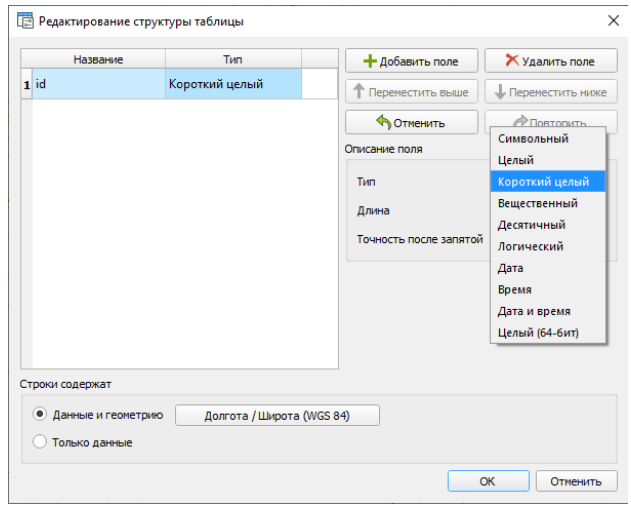 Редактирование структуры таблицы
Название Тип
1 id Короткий целый
Добавить поле Удалить поле
Переместить выше Переместить ниже
Отменить Повторить
Описание поля
Тип
Длина
Точность после запятой
Символьный
Целый
Короткий целый
Вещественный
Десятичный
Логический
Дата
Время
Дата и время
Целый (64-бит)
Строки содержат
Данные и геометрию Долгота / Широта (WGS 84)
Только данные
OK Отменить